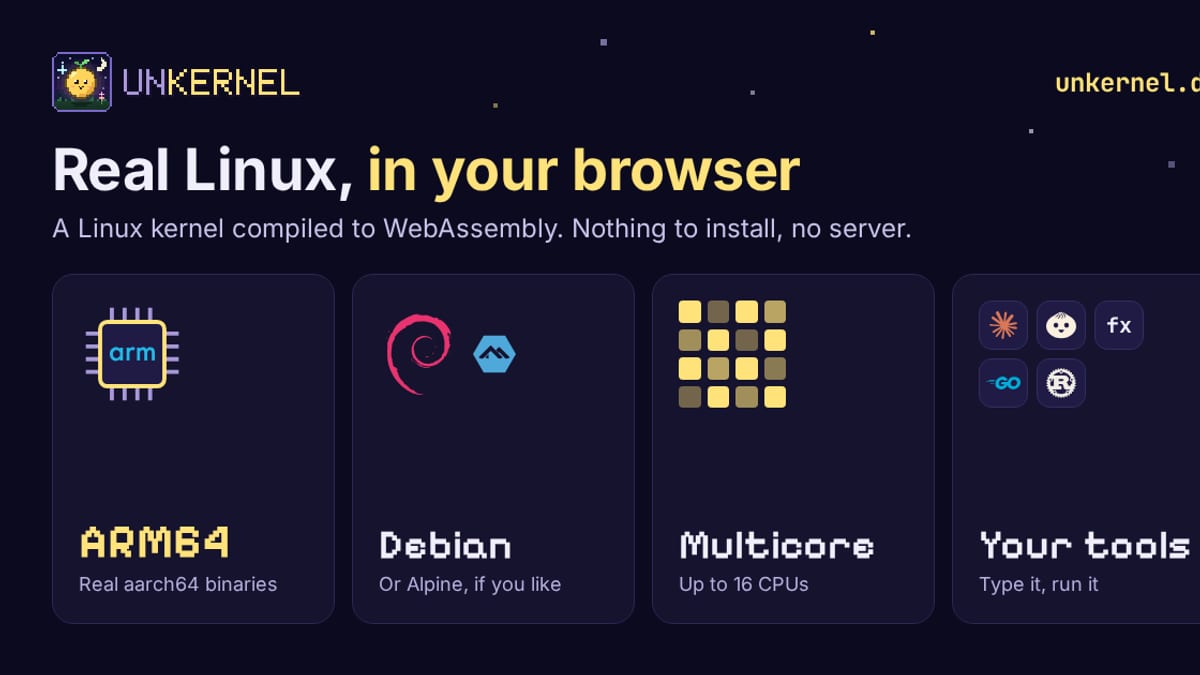 UNKERNEL
unkernel.d
Real Linux, in your browser
A Linux kernel compiled to WebAssembly. Nothing to install, no server.
arm
fx
GO
R
ARM64
Real aarch64 binaries
Debian
Or Alpine, if you like
Multicore
Up to 16 CPUs
Your tools
Type it, run it